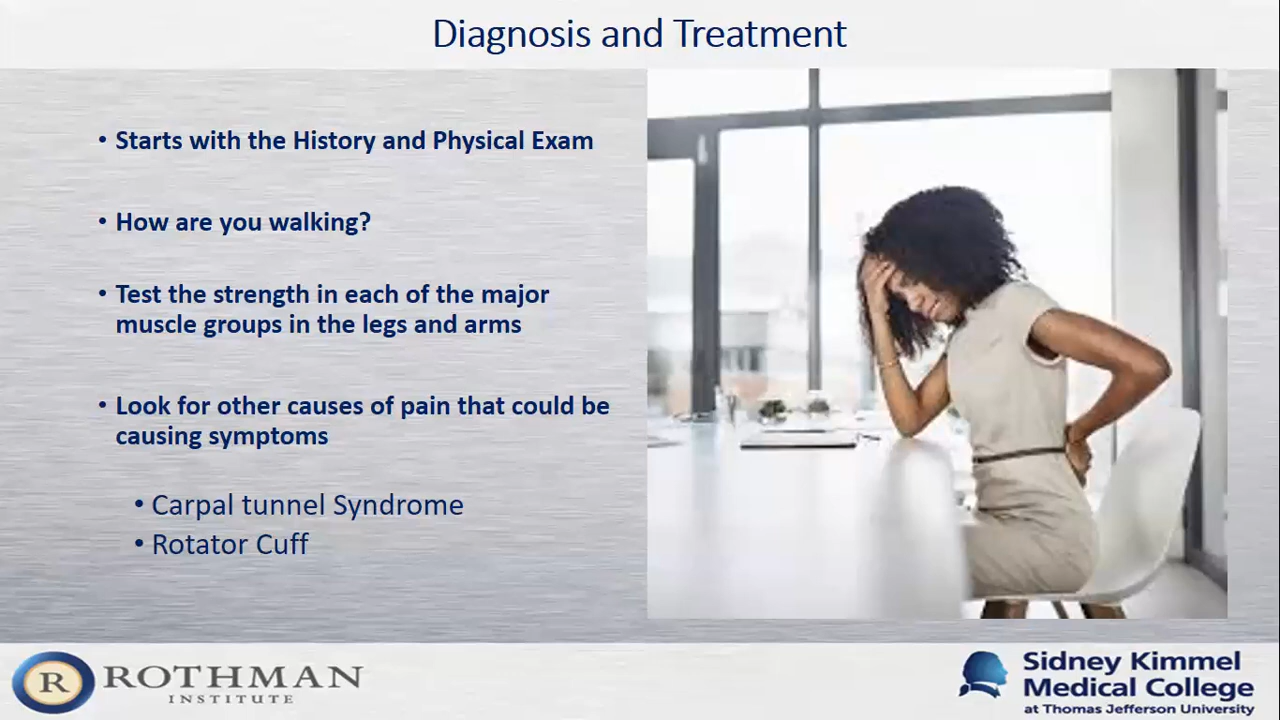 Diagnosis and Treatment
• Starts with the History and Physical Exam
• How are you walking?
• Test the strength in each of the major
muscle groups in the legs and arms
• Look for other causes of pain that could be
causing symptoms
• Carpal tunnel Syndrome
• Rotator Cuff
R ROTHMAN
INSTITUTE
Sidney Kimmel
Medical College
at Thomas Jefferson University